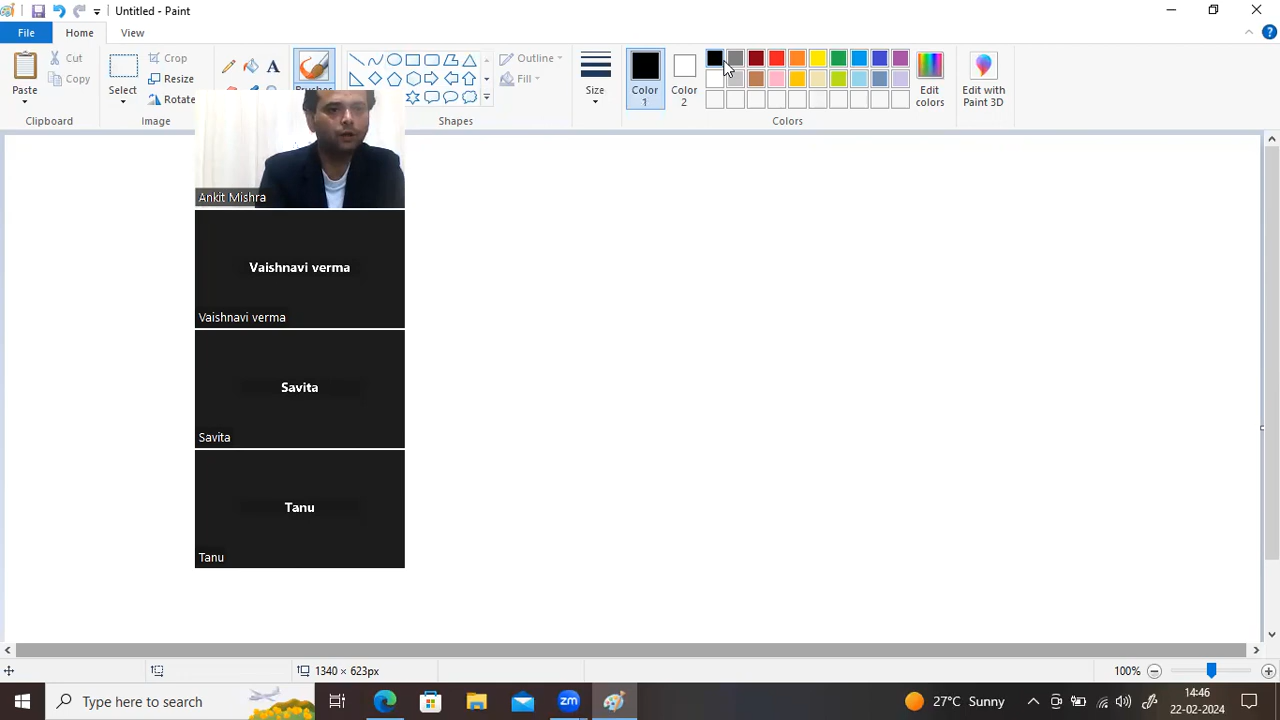 Untitled - Paint
File
Home
View
Paste
Cut
Copy
Clipboard
Select
Crop
Resize
Rotate
Image
A
Brushes
Outline
Fill
Shapes
Size
Color
1
Color
2
Edit
colors
Edit with
Paint 3D
Colors
Ankit Mishra
Vaishnavi verma
Vaishnavi verma
Savita
Savita
Tanu
Tanu
1340 × 623px
100%
Type here to search
zm
27°C Sunny
14:46
22-02-2024